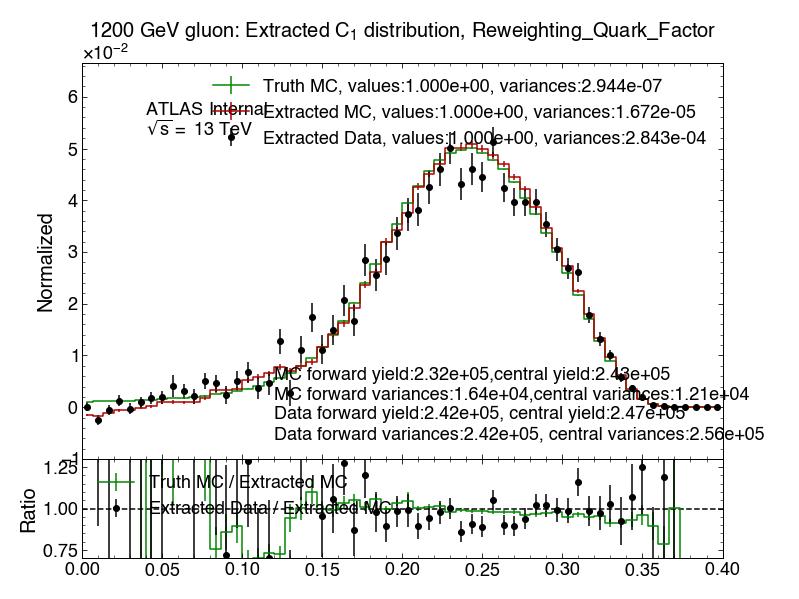 1200 GeV gluon: Extracted C₁ distribution, Reweighting_Quark_Factor
×10⁻²
Truth MC, values:1.000e+00, variances:2.944e-07
ATLAS Internal
Extracted MC, values:1.000e+00, variances:1.672e-05
√s = 13 TeV
Extracted Data, values:1.000e+00, variances:2.843e-04
Normalized
6
5
4
3
2
1
0
−1
MC forward yield:2.32e+05,central yield:2.43e+05
MC forward variances:1.64e+04,central variances:1.21e+04
Data forward yield:2.42e+05, central yield:2.47e+05
Data forward variances:2.42e+05, central variances:2.56e+05
Ratio
1.25
1.00
0.75
Truth MC / Extracted MC
Extracted Data / Extracted MC
0.00 0.05 0.10 0.15 0.20 0.25 0.30 0.35 0.40